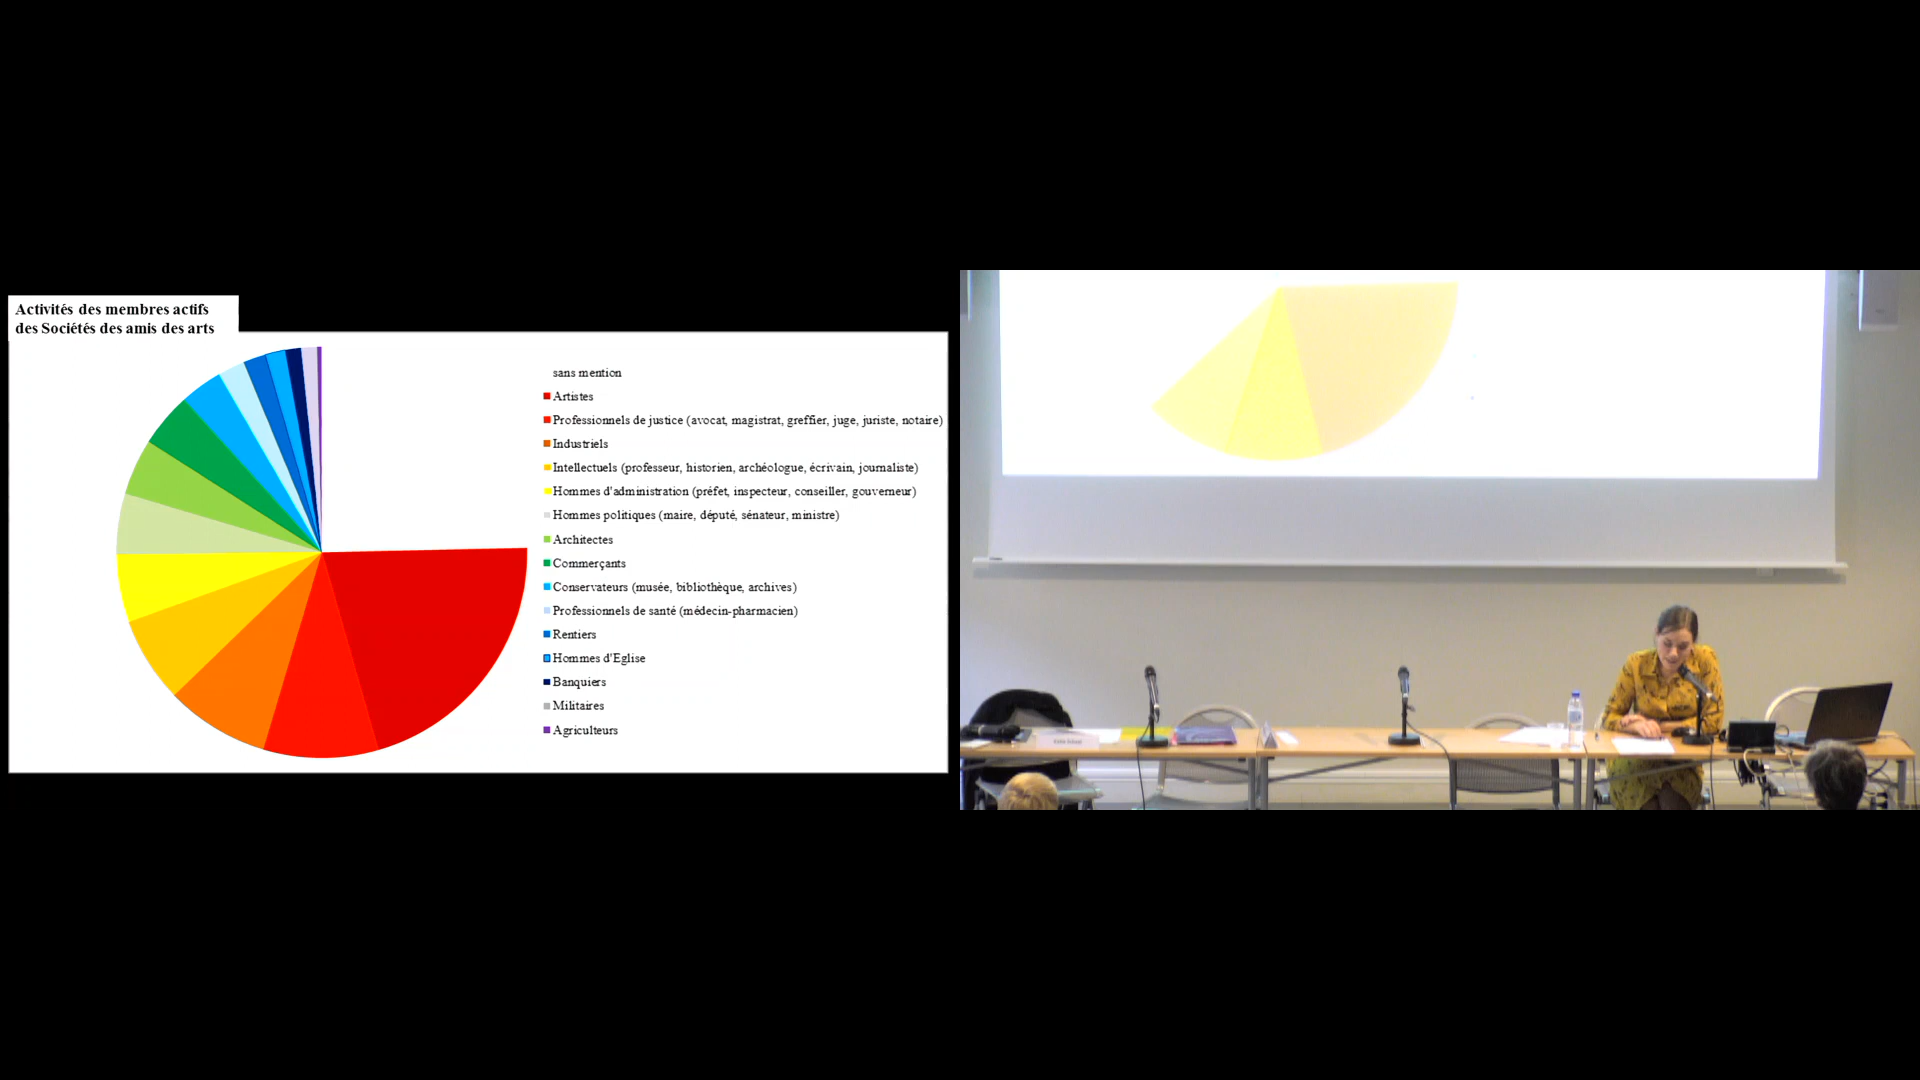 Activités des membres actifs
des Sociétés des amis des arts
sans mention
Artistes
Professionnels de justice (avocat, magistrat, greffier, juge, juriste, notaire)
Industriels
Intellectuels (professeur, historien, archéologue, écrivain, journaliste)
Hommes d'administration (préfet, inspecteur, conseiller, gouverneur)
Hommes politiques (maire, député, sénateur, ministre)
Architectes
Commerçants
Conservateurs (musée, bibliothèque, archives)
Professionnels de santé (médecin-pharmacien)
Rentiers
Hommes d'Eglise
Banquiers
Militaires
Agriculteurs